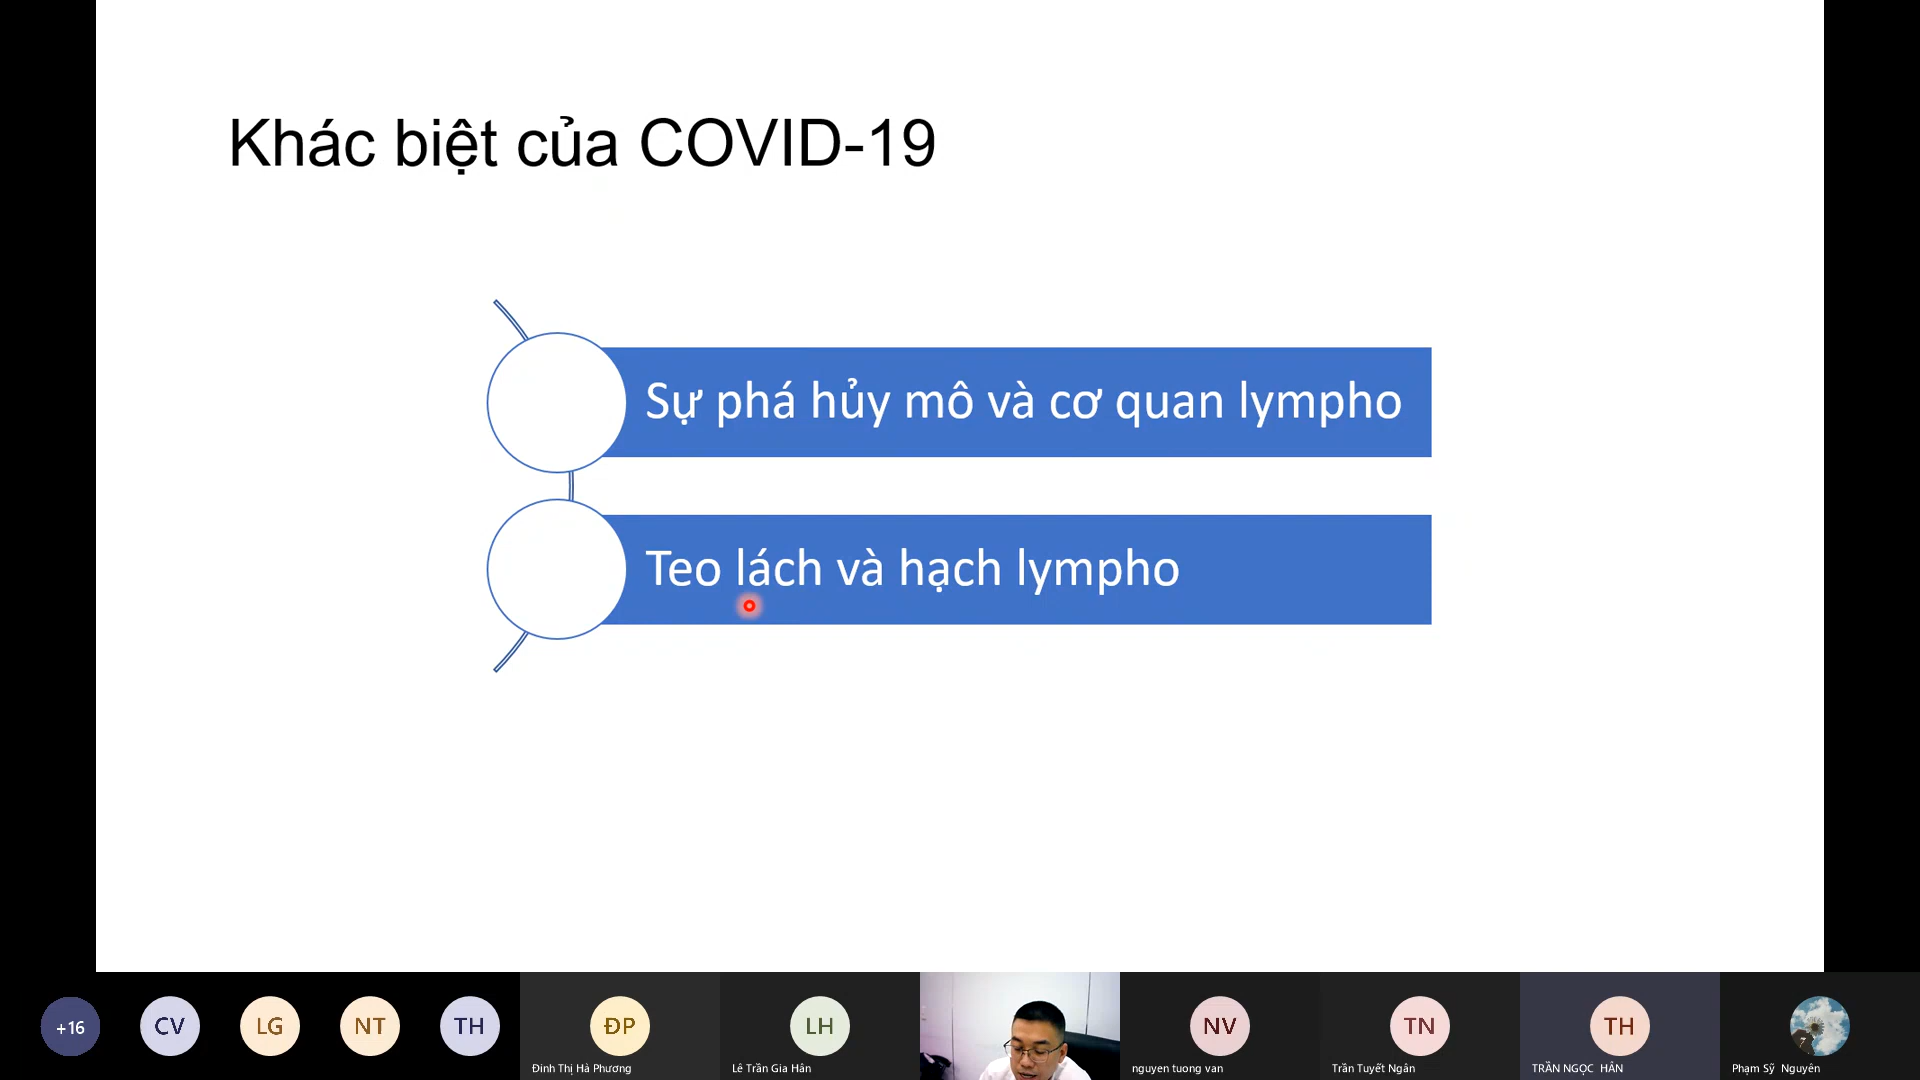 Khác biệt của COVID-19
Sự phá hủy mô và cơ quan lympho
Teo lách và hạch lympho
+16
CV
LG
NT
TH
ĐP
LH
NV
TN
TH
Đinh Thị Hà Phương
Lê Trần Gia Hân
nguyen tuong van
Trần Tuyết Ngân
TRẦN NGỌC HÂN
Phạm Sỹ Nguyên